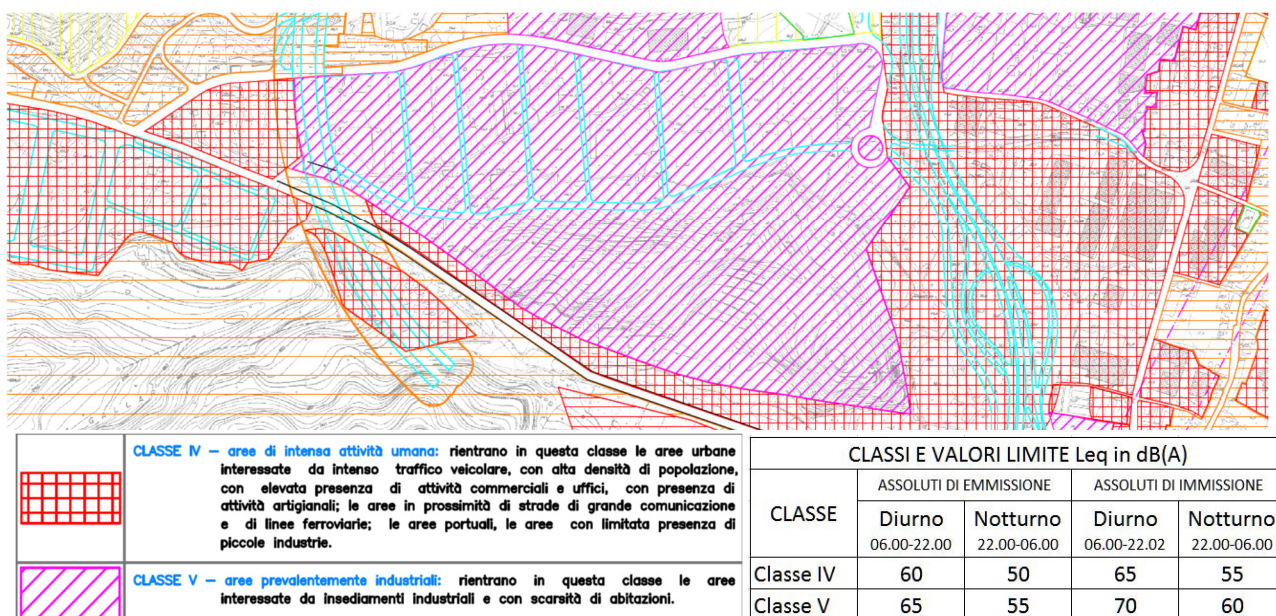 CLASSE IV – aree di intensa attività umana: rientrano in questa classe le aree urbane
interessate da intenso traffico veicolare, con alta densità di popolazione,
con elevata presenza di attività commerciali e uffici, con presenza di
attività artigianali; le aree in prossimità di strade di grande comunicazione
e di linee ferroviarie; le aree portuali, le aree con limitata presenza di
piccole industrie.
CLASSE V – aree prevalentemente industriali: rientrano in questa classe le aree
interessate da insediamenti industriali e con scarsità di abitazioni.
CLASSI E VALORI LIMITE Leq in dB(A)
CLASSE
ASSOLUTI DI EMMISSIONE
ASSOLUTI DI IMMISSIONE
Diurno Notturno Diurno Notturno
06.00-22.00 22.00-06.00 06.00-22.02 22.00-06.00
Classe IV 60 50 65 55
Classe V 65 55 70 60